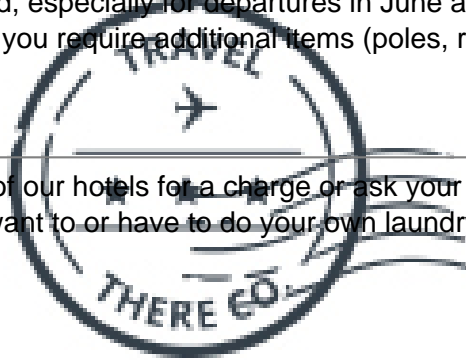 d, especially for departures in June a
TRAVEL
you require additional items (poles, r
of our hotels for a charge or ask your
want to or have to do your own laundr
THERE CO.